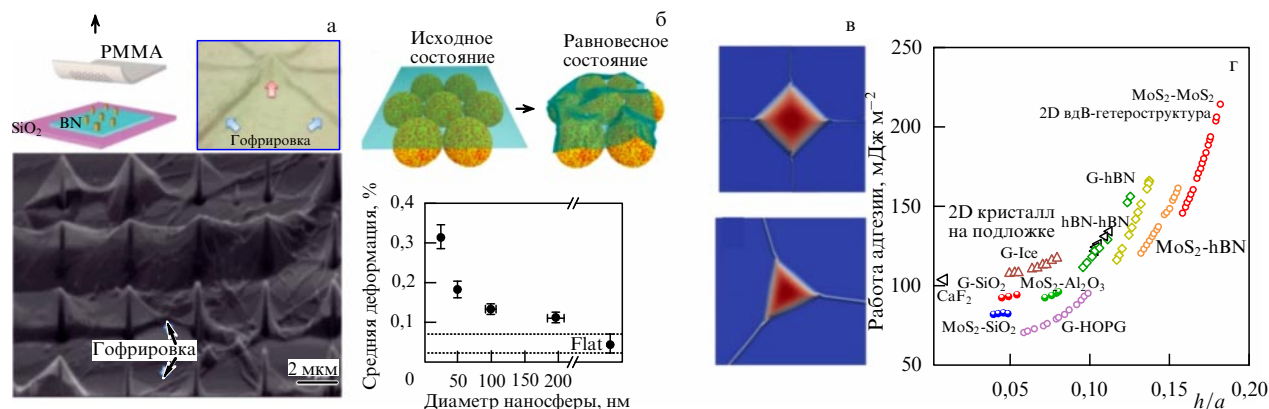 а
PMMA
BN
SiO₂
Гофрировка
Гофрировка
2 мкм
б
Исходное
состояние
Равновесное
состояние
Средняя деформация, %
0,4
0,3
0,2
0,1
0
50
100
200
Flat
Диаметр наносферы, нм
в
г
Работа адгезии, мДж м⁻²
250
200
150
100
50
MoS₂–MoS₂
2D вдВ-гетероструктура
G-hBN
2D кристалл
на подложке
hBN-hBN
MoS₂-hBN
G-Ice
G-SiO₂
MoS₂-Al₂O₃
CaF₂
MoS₂–SiO₂
G-HOPG
0,05
0,10
0,15
0,20
h/a